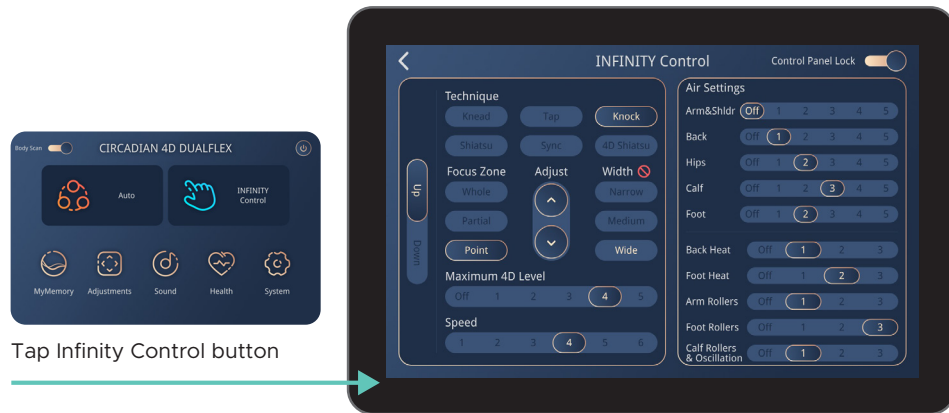 Body Scan
CIRCADIAN 4D DUALFLEX
Auto
INFINITY
Control
MyMemory Adjustments Sound Health System
Tap Infinity Control button
INFINITY Control
Control Panel Lock
Up
Down
Technique
Knead Tap Knock
Shiatsu Sync 4D Shiatsu
Focus Zone Adjust Width
Whole Narrow
Partial Medium
Point Wide
Maximum 4D Level
Off 1 2 3 4 5
Speed
1 2 3 4 5 6
Air Settings
Arm&Shldr Off 1 2 3 4 5
Back Off 1 2 3 4 5
Hips Off 1 2 3 4 5
Calf Off 1 2 3 4 5
Foot Off 1 2 3 4 5
Back Heat Off 1 2 3
Foot Heat Off 1 2 3
Arm Rollers Off 1 2 3
Foot Rollers Off 1 2 3
Calf Rollers
& Oscillation Off 1 2 3